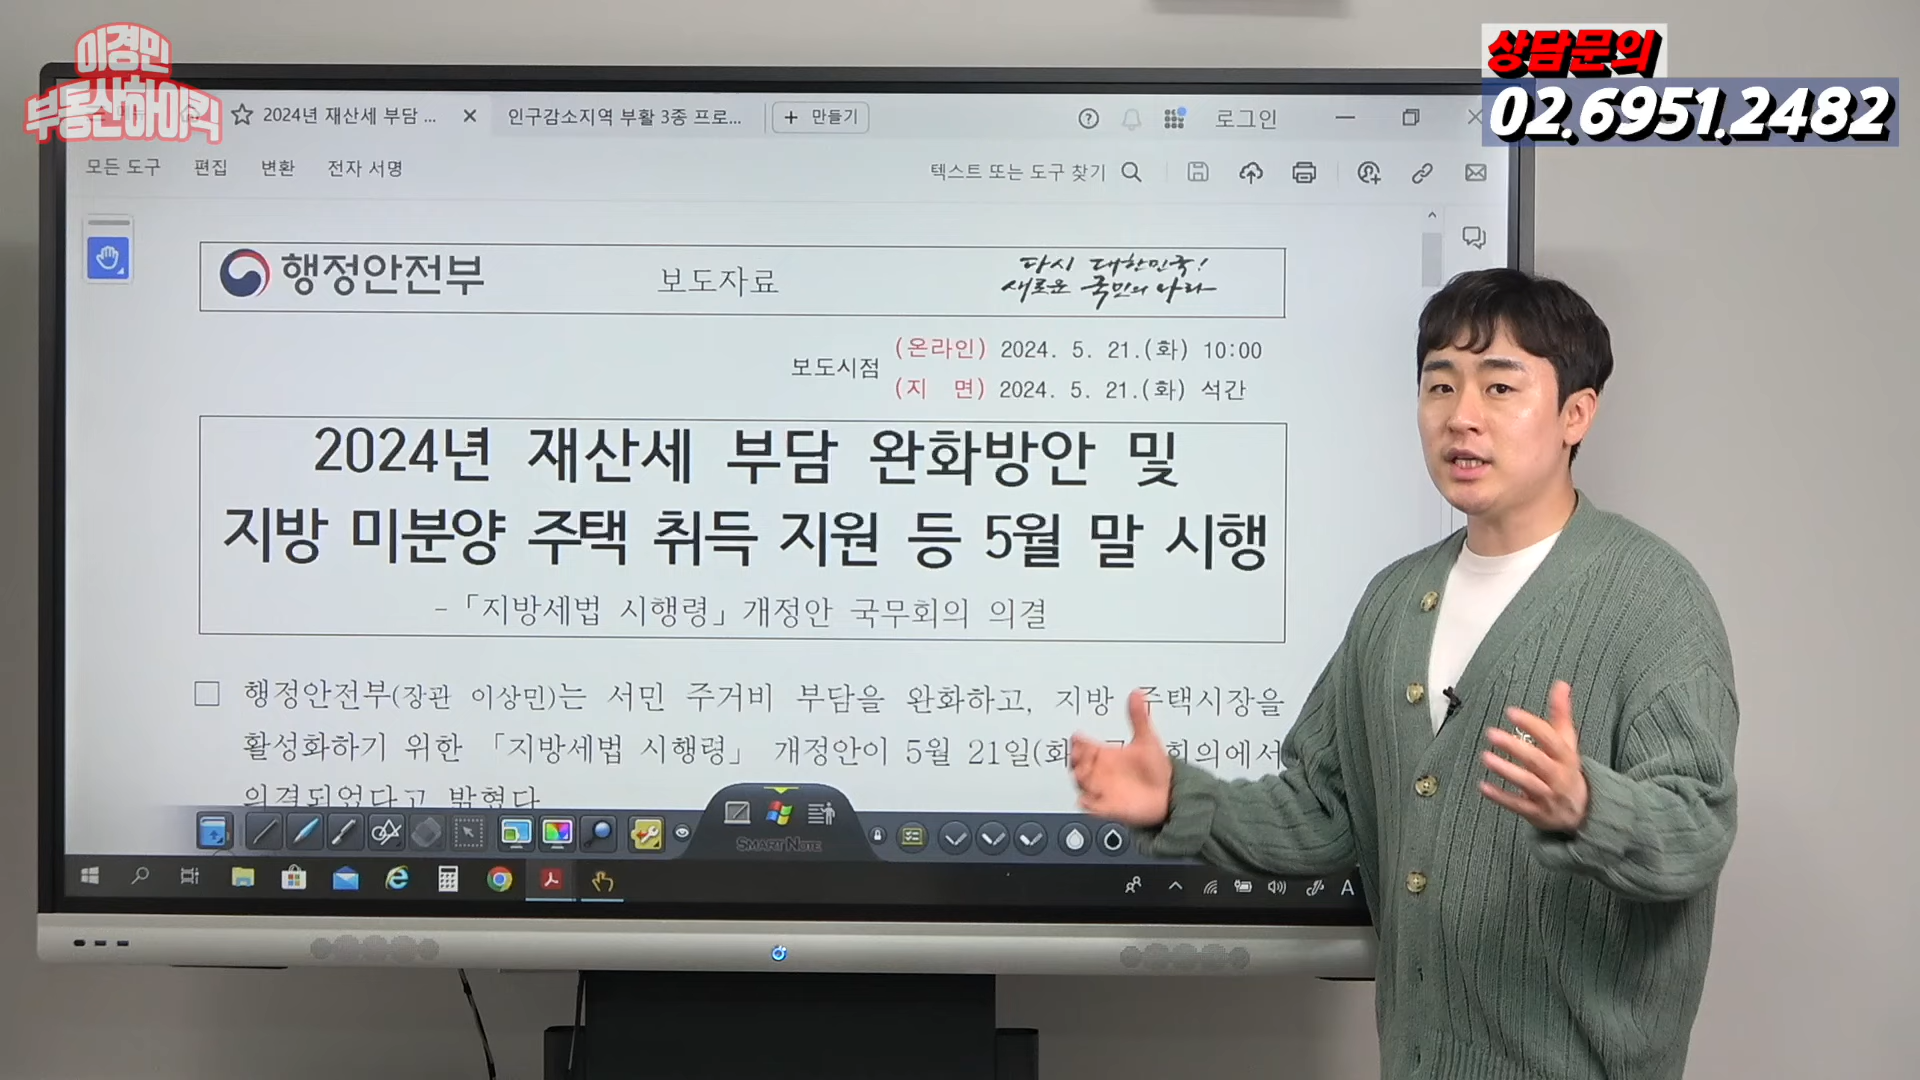 이경민
부동산하이킥
상담문의
02.6951.2482
2024년 재산세 부담 ...
인구감소지역 부활 3종 프로...
+ 만들기
로그인
모든 도구
편집
변환
전자 서명
텍스트 또는 도구 찾기
행정안전부
보도자료
다시 대한민국!
새로운 국민의 나라
보도시점
(온라인) 2024. 5. 21.(화) 10:00
(지 면) 2024. 5. 21.(화) 석간
2024년 재산세 부담 완화방안 및
지방 미분양 주택 취득 지원 등 5월 말 시행
-「지방세법 시행령」개정안 국무회의 의결
□ 행정안전부(장관 이상민)는 서민 주거비 부담을 완화하고, 지방 주택시장을
활성화하기 위한 「지방세법 시행령」 개정안이 5월 21일(화 회의에서
의결되었다고 밝혔다
SMART NOTE
A